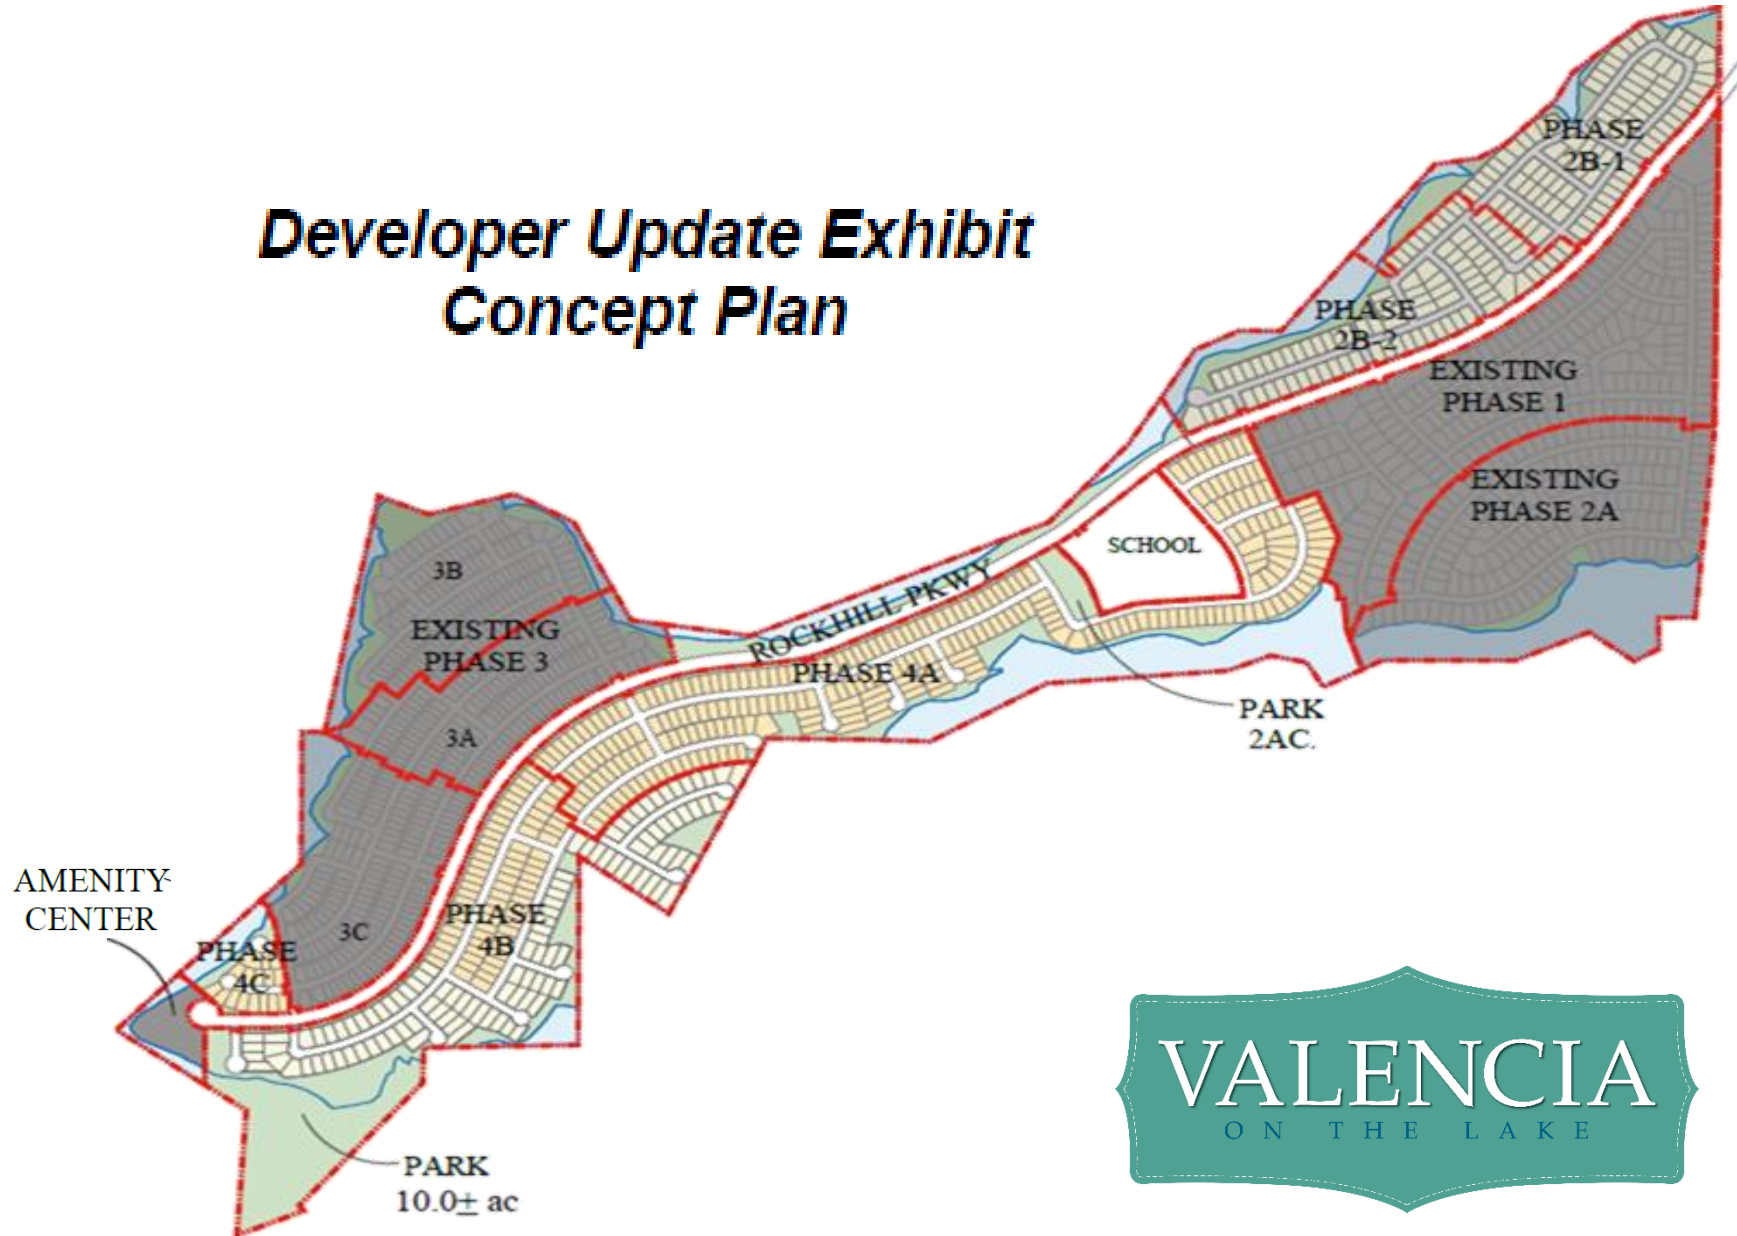 Developer Update Exhibit
Concept Plan
PHASE
2B-1
PHASE
2B-2
EXISTING
PHASE 1
EXISTING
PHASE 2A
SCHOOL
3B
EXISTING
PHASE 3
ROCKHILL PKWY
PHASE 4A
PARK
2AC.
3A
AMENITY
CENTER
PHASE
4B
3C
PHASE
4C
PARK
10.0± ac
VALENCIA
ON THE LAKE